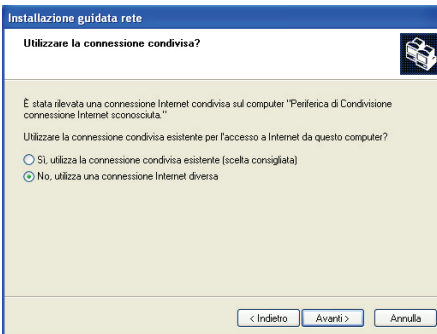 Installazione guidata rete
Utilizzare la connessione condivisa?
È stata rilevata una connessione Internet condivisa sul computer "Periferica di Condivisione
connessione Internet sconosciuta."
Utilizzare la connessione condivisa esistente per l'accesso a Internet da questo computer?
Sì, utilizza la connessione condivisa esistente (scelta consigliata)
No, utilizza una connessione Internet diversa
< Indietro Avanti > Annulla